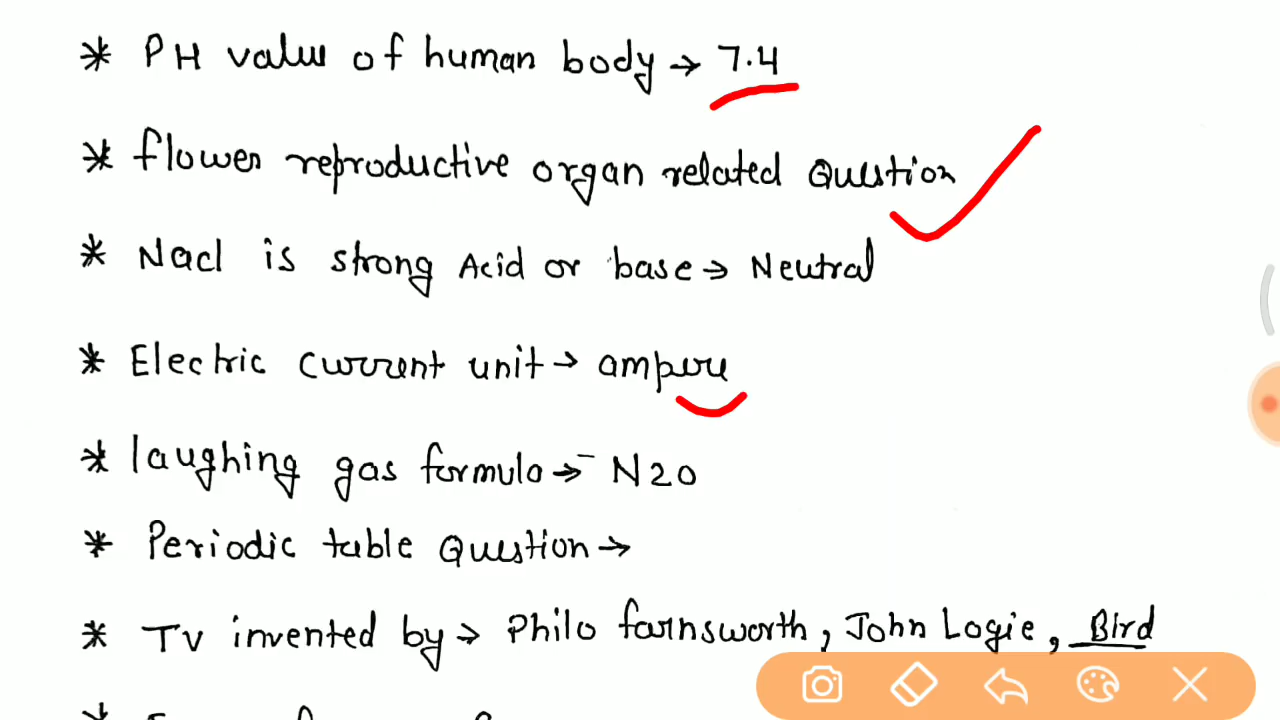 * PH value of human body → 7.4
* flower reproductive organ related Question
* Nacl is strong Acid or base → Neutral
* Electric current unit → ampere
* laughing gas formula → N2O
* Periodic table Question →
* Tv invented by → Philo farnsworth, John Logie, Bird